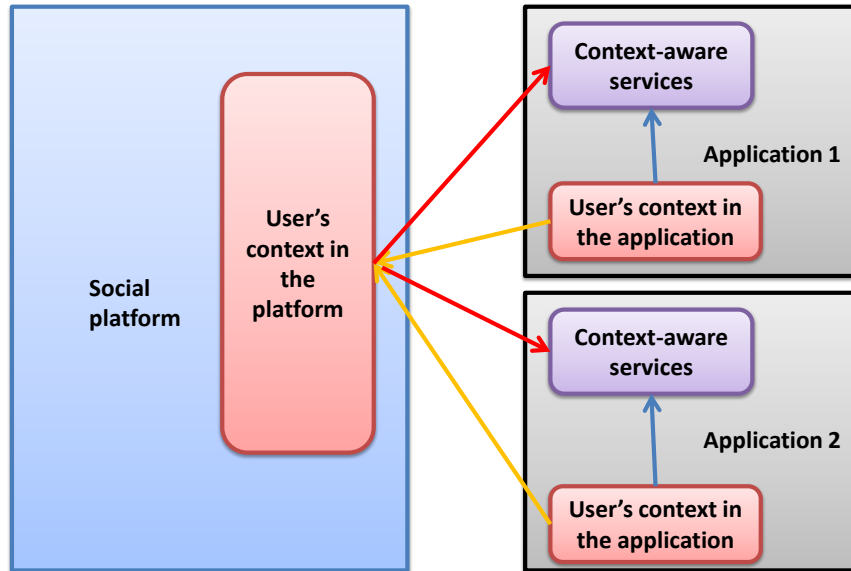 Social
platform
User's
context in
the
platform
Context-aware
services
Application 1
User's context in
the application
Context-aware
services
Application 2
User's context in
the application